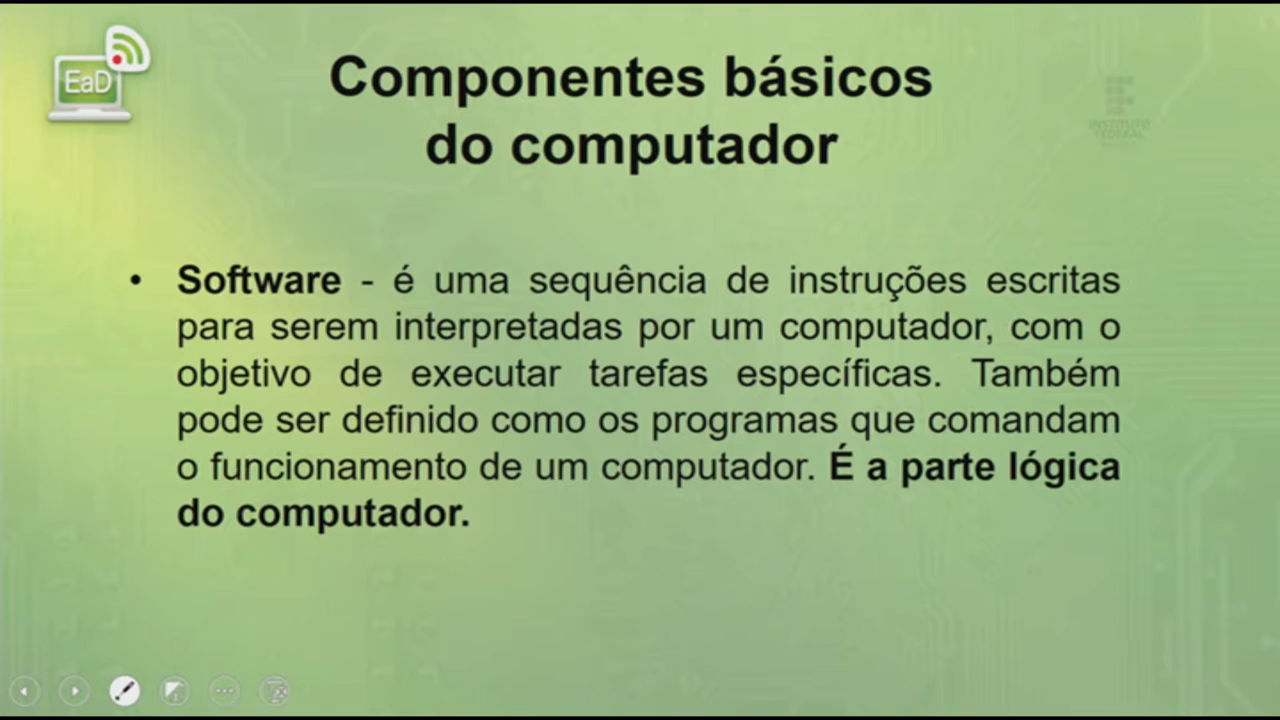 EaD
Componentes básicos
do computador
INSTITUTO
FEDERAL
• Software - é uma sequência de instruções escritas
para serem interpretadas por um computador, com o
objetivo de executar tarefas específicas. Também
pode ser definido como os programas que comandam
o funcionamento de um computador. É a parte lógica
do computador.